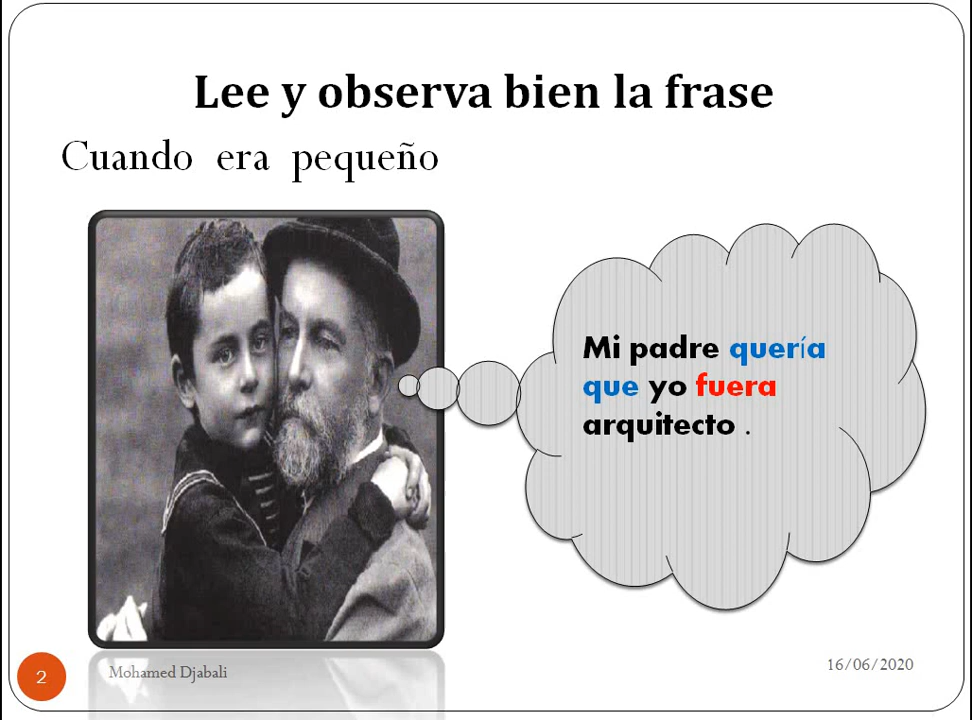 Lee y observa bien la frase
Cuando era pequeño
Mi padre quería
que yo fuera
arquitecto .
2
Mohamed Djabali
16/06/2020